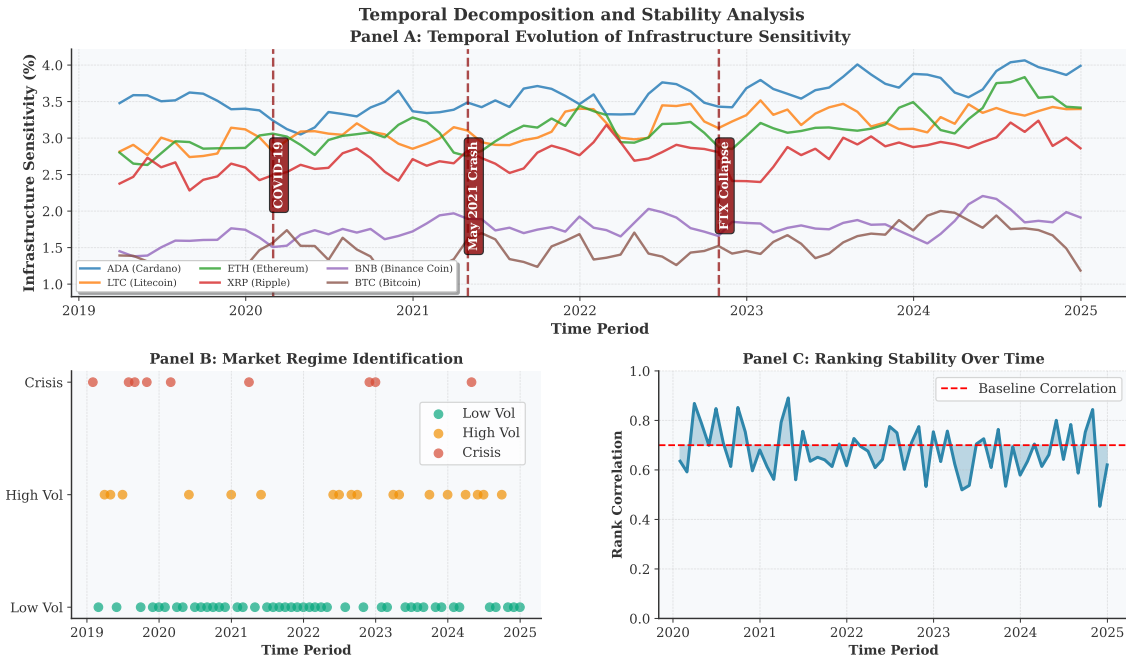 Temporal Decomposition and Stability Analysis
Panel A: Temporal Evolution of Infrastructure Sensitivity
Infrastructure Sensitivity (%)
4.0
3.5
3.0
2.5
2.0
1.5
1.0
COVID-19
May 2021 Crash
FTX Collapse
ADA (Cardano) ETH (Ethereum) BNB (Binance Coin)
LTC (Litecoin) XRP (Ripple) BTC (Bitcoin)
2019 2020 2021 2022 2023 2024 2025
Time Period
Panel B: Market Regime Identification
Crisis
High Vol
Low Vol
Low Vol
High Vol
Crisis
2019 2020 2021 2022 2023 2024 2025
Time Period
Panel C: Ranking Stability Over Time
Rank Correlation
1.0
0.8
0.6
0.4
0.2
0.0
Baseline Correlation
2020 2021 2022 2023 2024 2025
Time Period